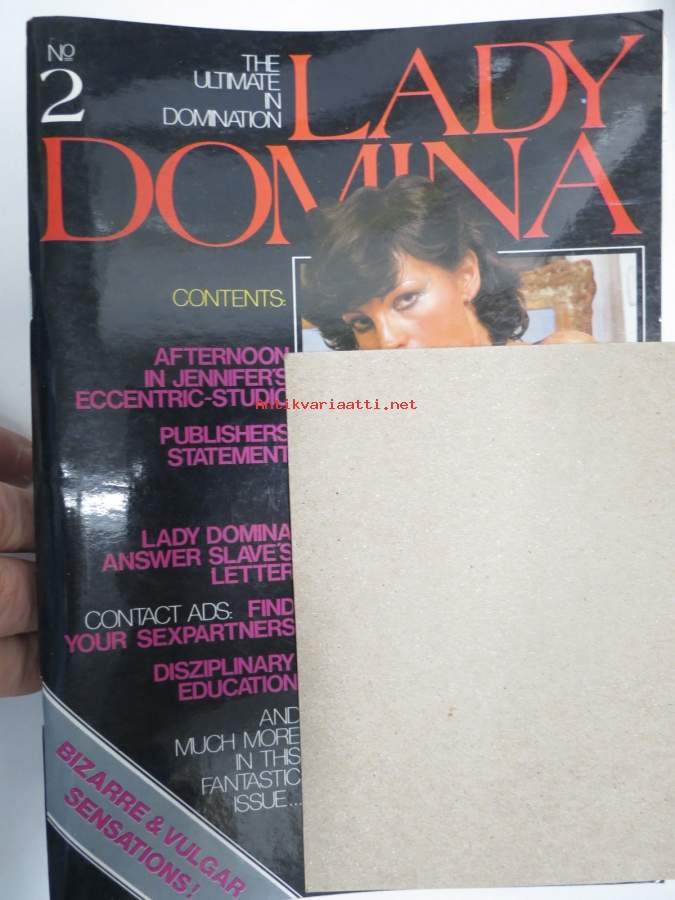 Nº
2
THE
ULTIMATE
IN
DOMINATION
LADY
DOMINA
CONTENTS:
AFTERNOON
IN JENNIFER'S
ECCENTRIC-STUDIO
PUBLISHERS
STATEMENT
LADY DOMINA
ANSWER SLAVE'S
LETTER
CONTACT ADS: FIND
YOUR SEXPARTNERS
DISZIPLINARY
EDUCATION
AND
MUCH MORE
IN THIS
FANTASTIC
ISSUE...
BIZARRE & VULGAR
SENSATIONS!
Antikvariaatti.net